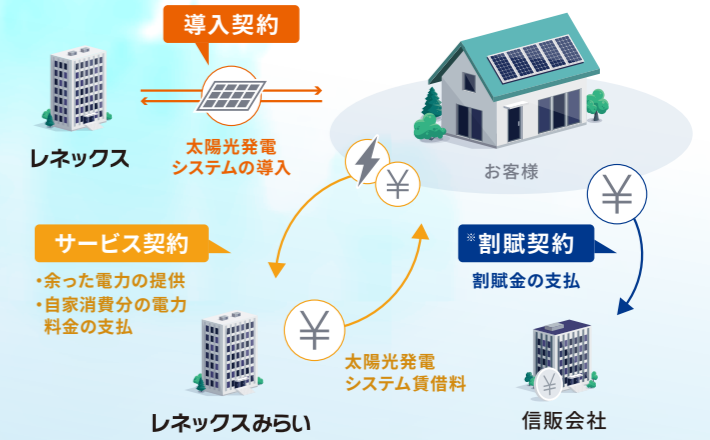 導入契約
レネックス
太陽光発電
システムの導入
お客様
¥
¥
サービス契約
・余った電力の提供
・自家消費分の電力
料金の支払
※割賦契約
割賦金の支払
¥
太陽光発電
システム賃借料
¥
レネックスみらい
信販会社